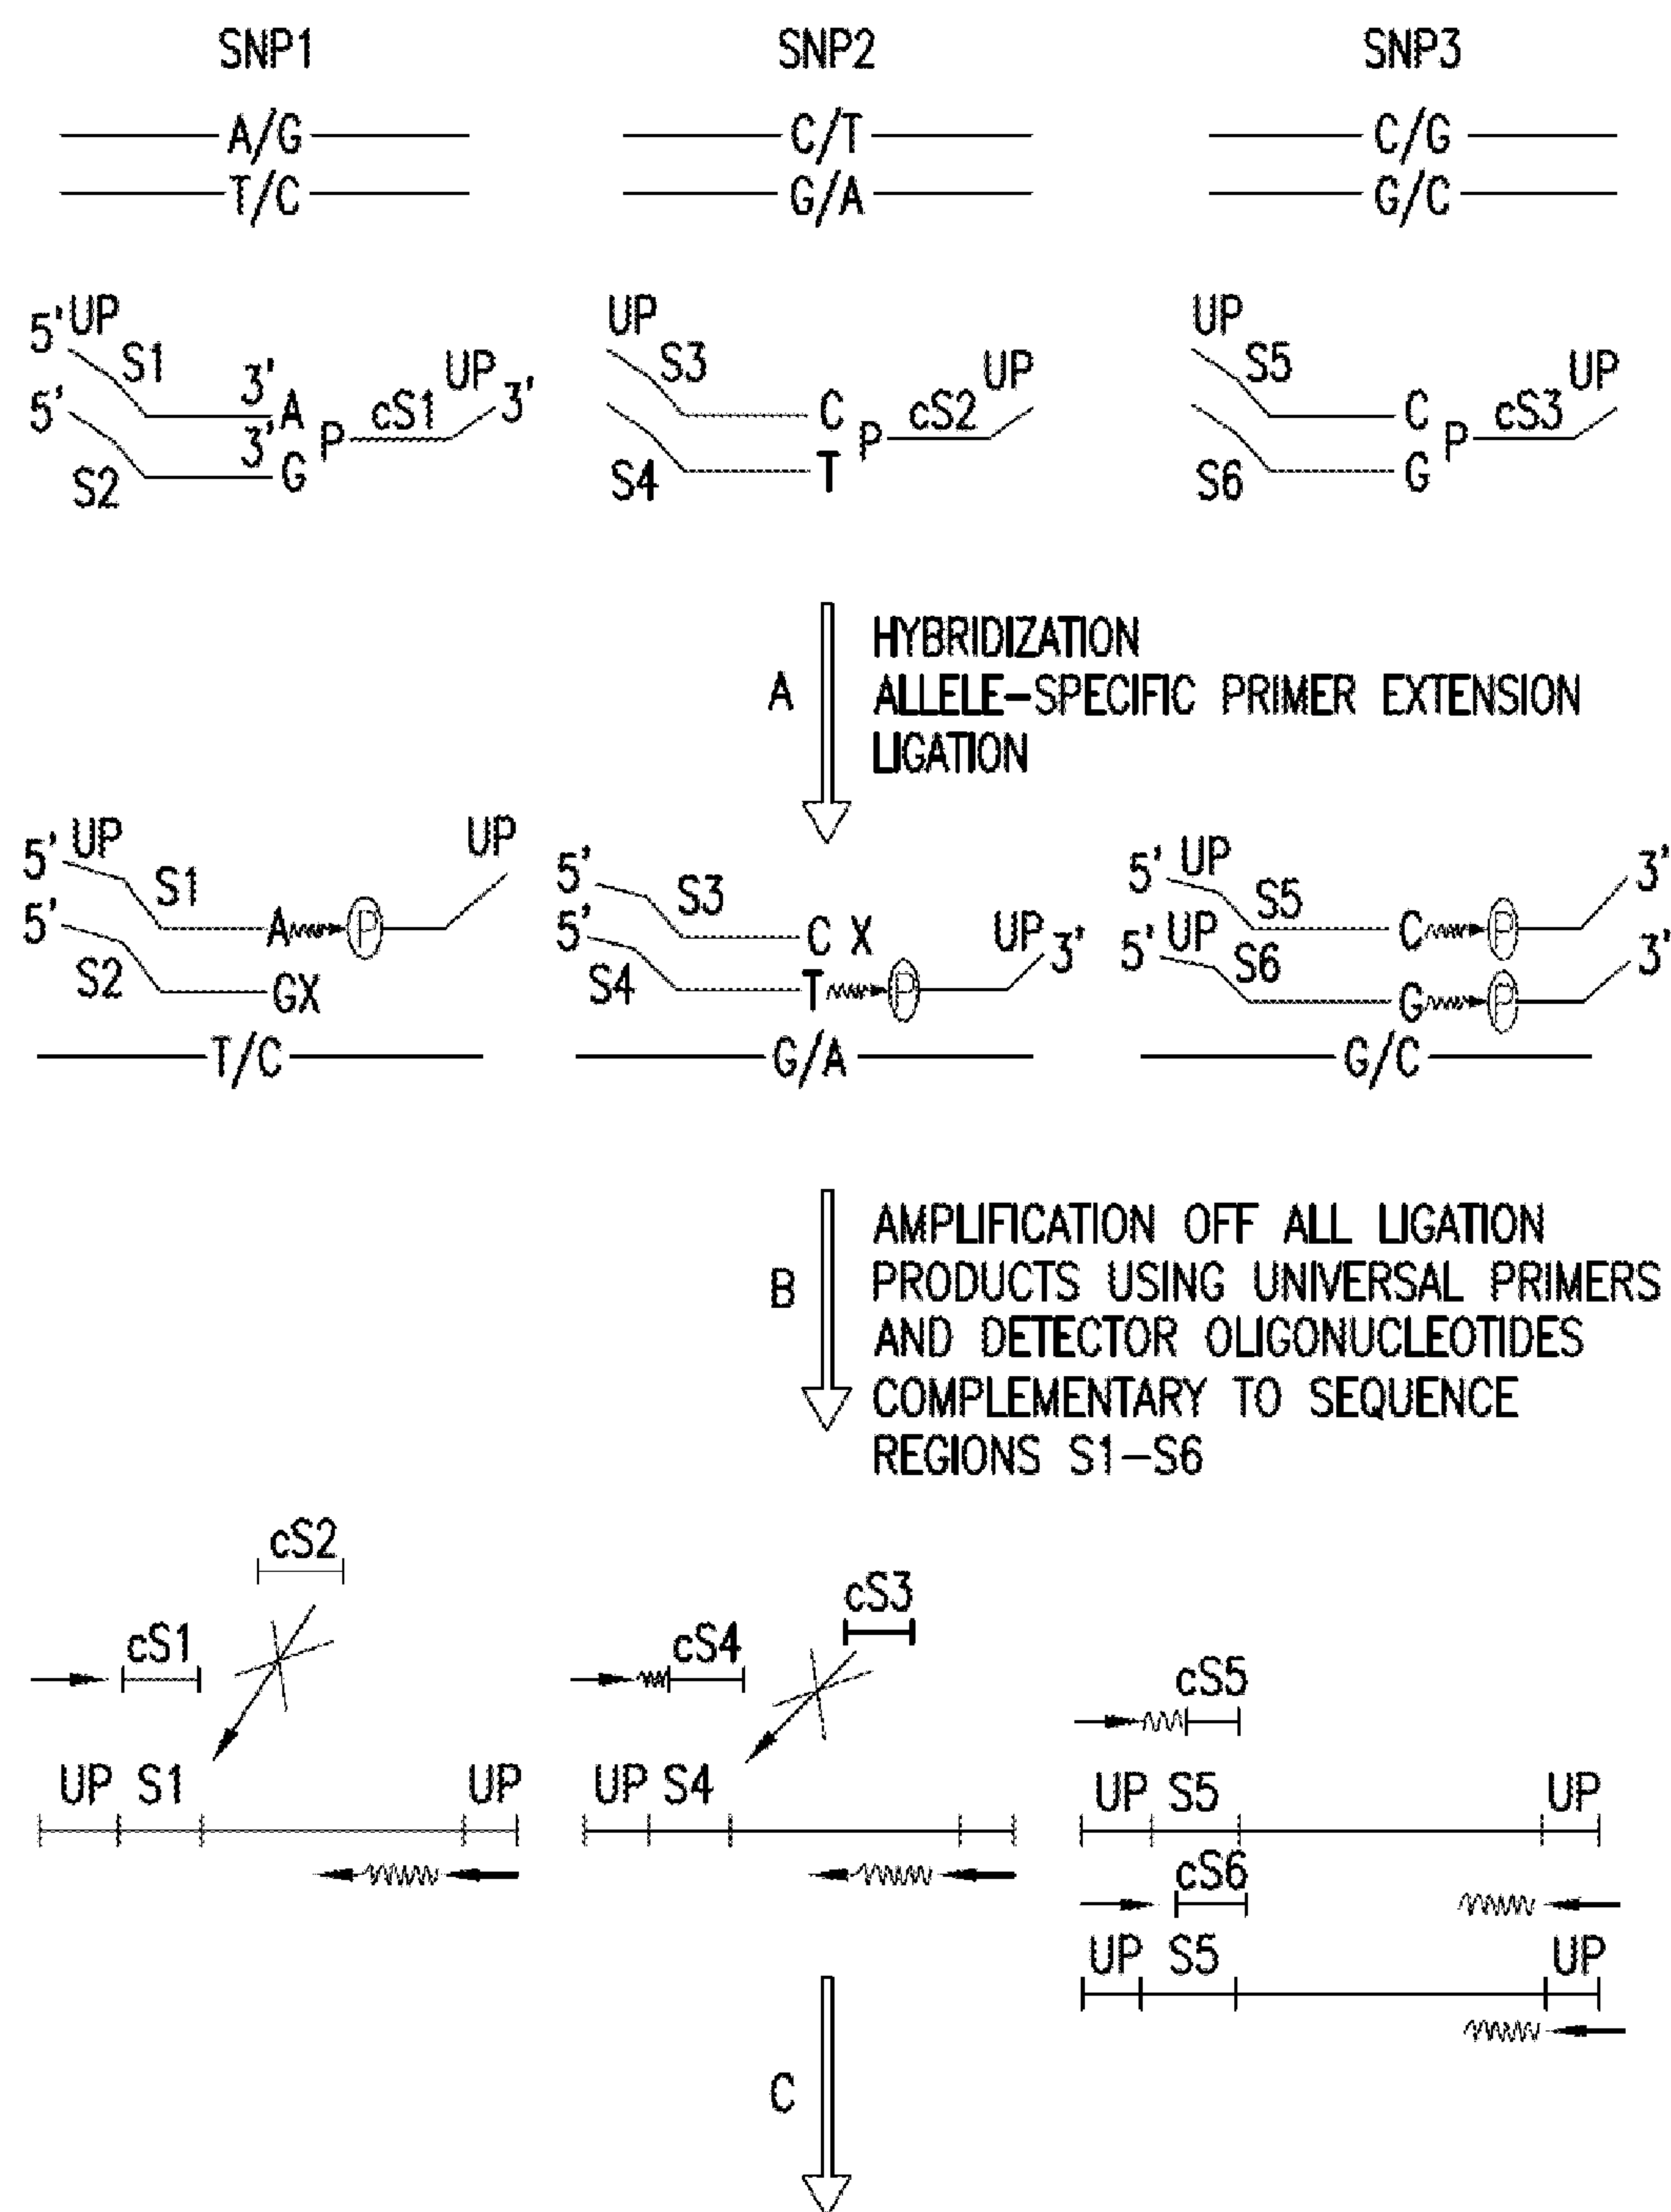 SNP1 SNP2 SNP3
A/G C/T C/G
T/C G/A G/C
5' UP UP UP
S1 S3 S5
5' 3' A UP 3' C UP C UP
3' G P cS1 T P cS2 G P cS3
S2 S4 S6
A
HYBRIDIZATION
ALLELE-SPECIFIC PRIMER EXTENSION
LIGATION
5' UP UP 5' 5' UP 3'
S1 S3 S5
5' A P 5' C X UP 3' 5' UP C P 3'
S2 GX S4 T P S6 G P
T/C G/A G/C
B
AMPLIFICATION OFF ALL LIGATION
PRODUCTS USING UNIVERSAL PRIMERS
AND DETECTOR OLIGONUCLEOTIDES
COMPLEMENTARY TO SEQUENCE
REGIONS S1-S6
cS2 cS3
cS1 cS4 cS5
UP S1 UP UP S4 UP UP S5 UP
cS6
UP S5 UP
C